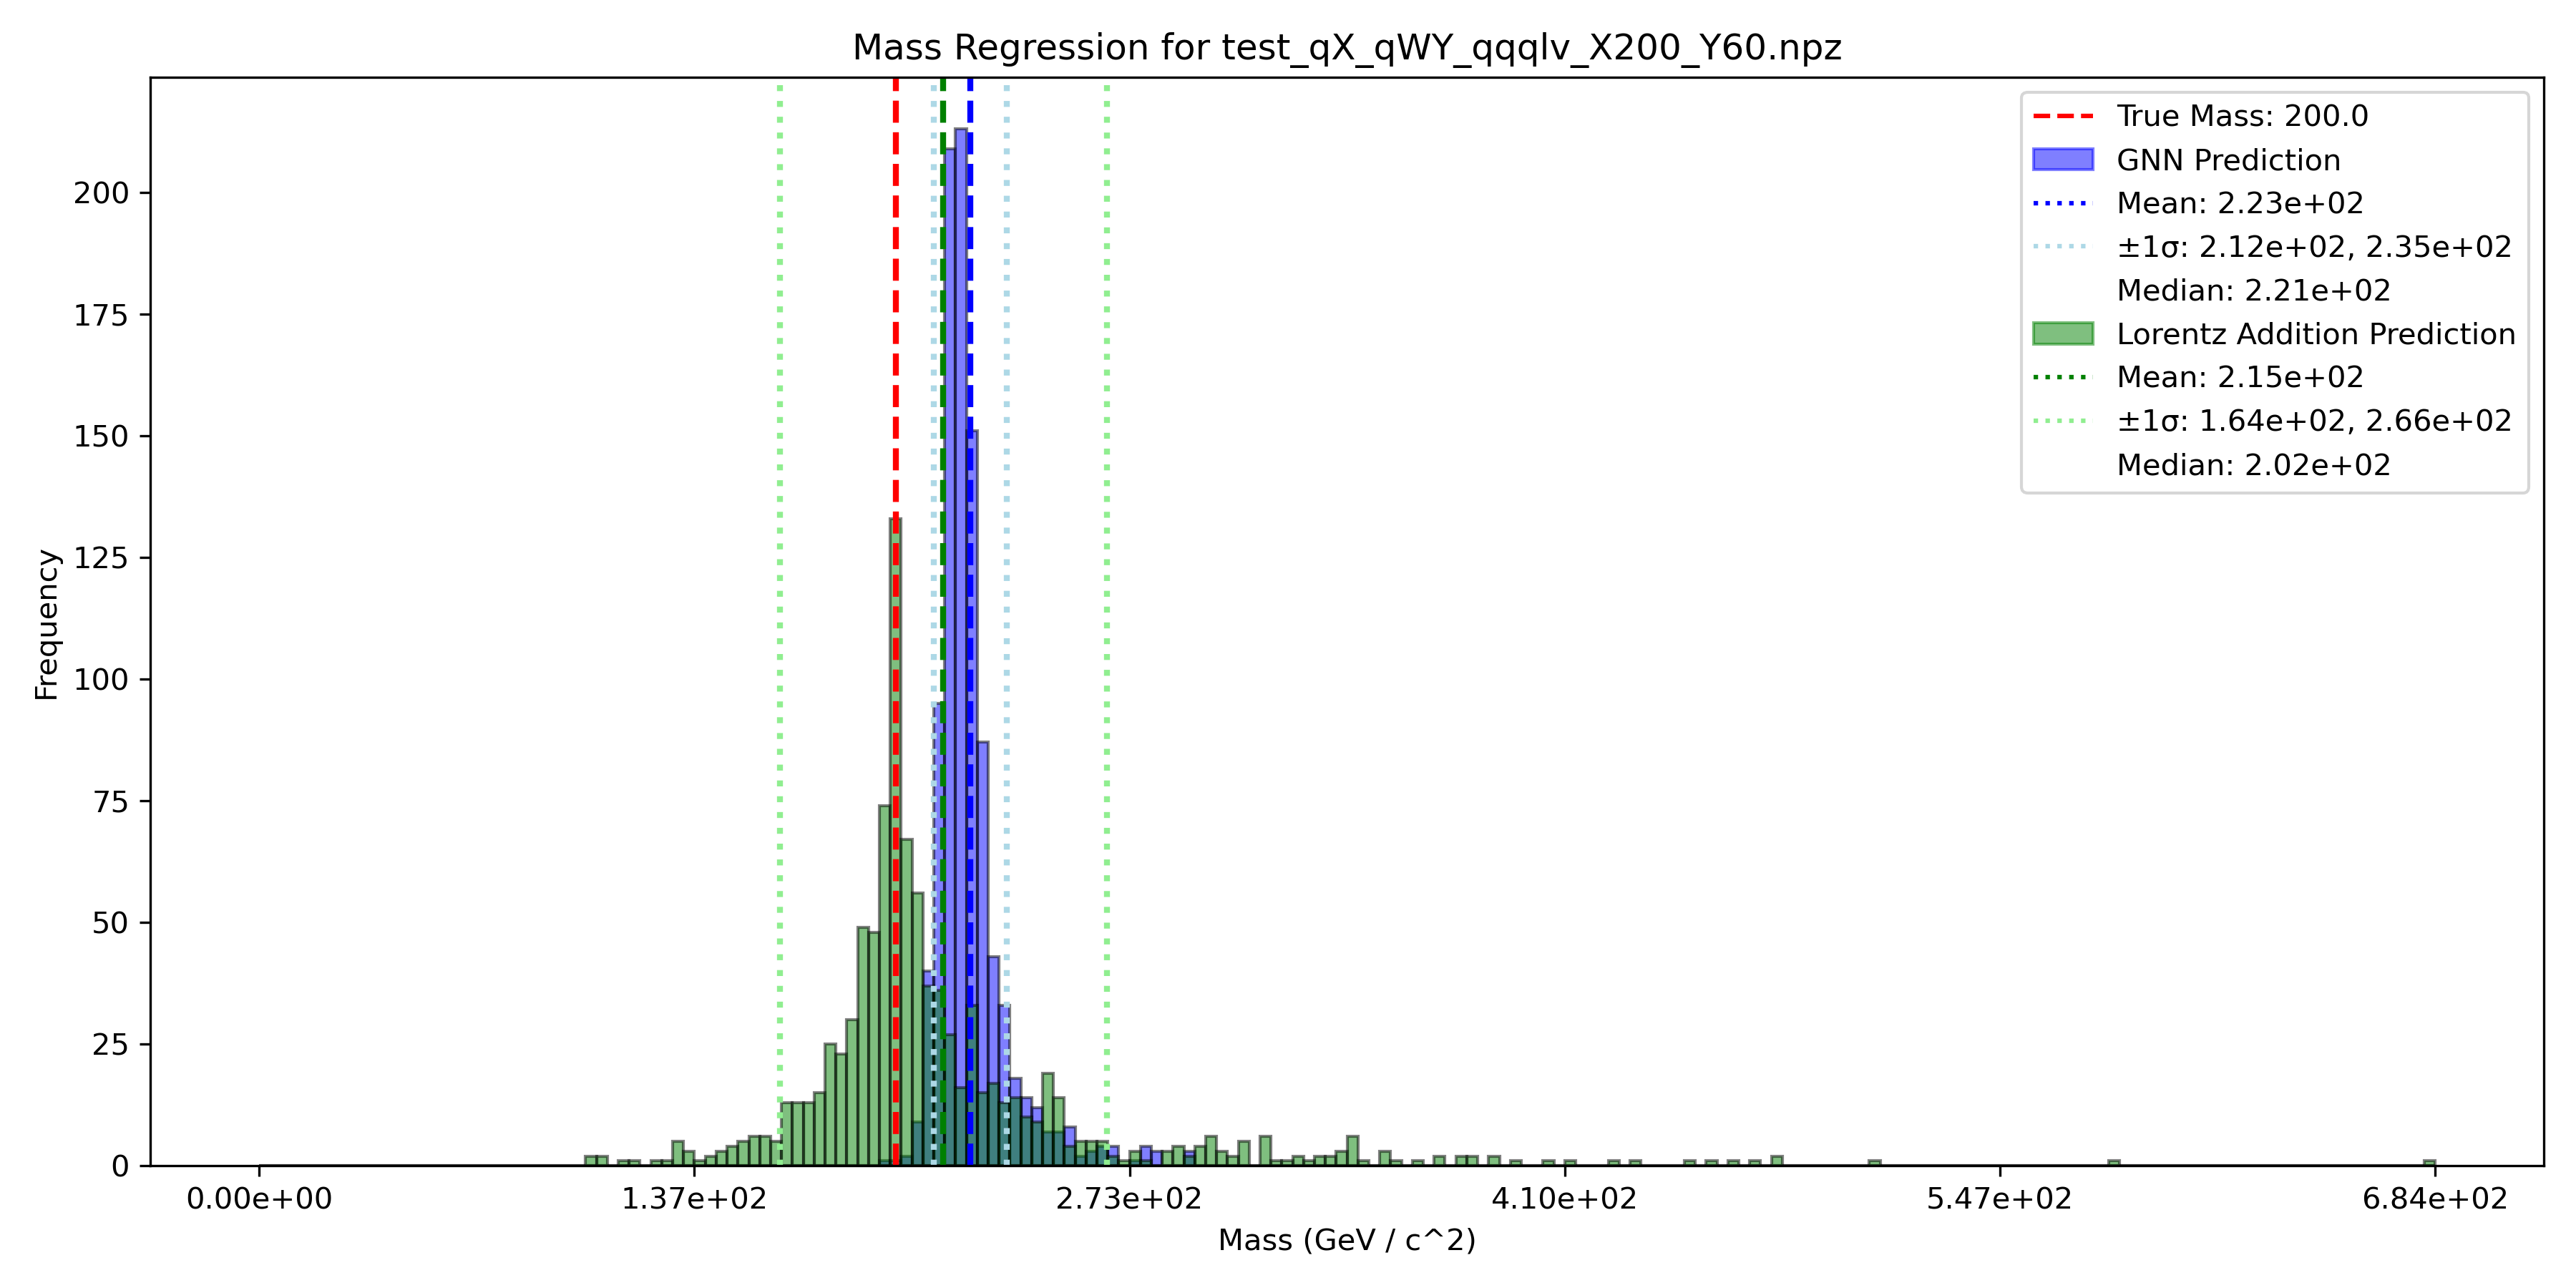 Mass Regression for test_qX_qWY_qqqlv_X200_Y60.npz
True Mass: 200.0
GNN Prediction
Mean: 2.23e+02
±1σ: 2.12e+02, 2.35e+02
Median: 2.21e+02
Lorentz Addition Prediction
Mean: 2.15e+02
±1σ: 1.64e+02, 2.66e+02
Median: 2.02e+02
Frequency
200
175
150
125
100
75
50
25
0
0.00e+00 1.37e+02 2.73e+02 4.10e+02 5.47e+02 6.84e+02
Mass (GeV / c^2)